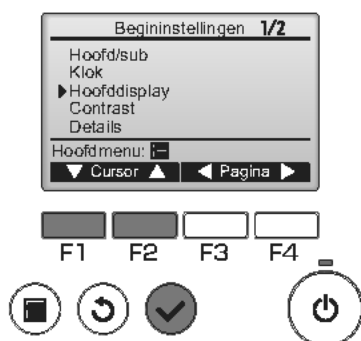 Begininstellingen 1/2
Hoofd/sub
Klok
Hoofddisplay
Contrast
Details
Hoofdmenu:
Cursor Pagina
F1 F2 F3 F4